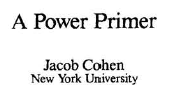 A Power Primer
Jacob Cohen
New York University